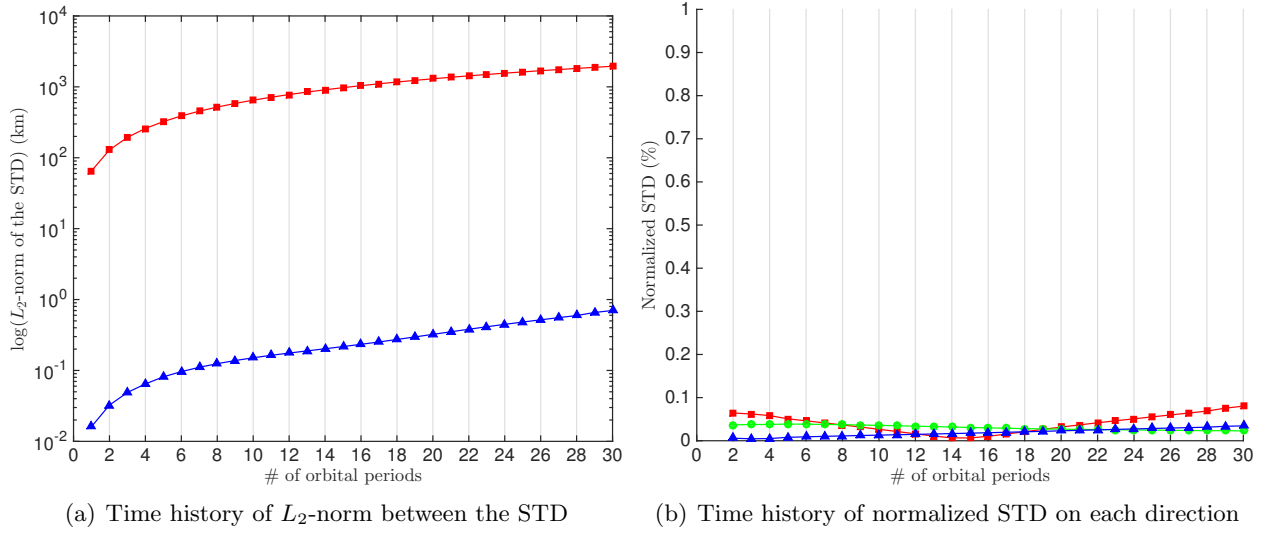 10^4
10^3
10^2
10^1
10^0
10^-1
10^-2
log(L_2-norm of the STD) (km)
0 2 4 6 8 10 12 14 16 18 20 22 24 26 28 30
# of orbital periods
(a) Time history of L_2-norm between the STD
1
0.9
0.8
0.7
0.6
0.5
0.4
0.3
0.2
0.1
0
Normalized STD (%)
0 2 4 6 8 10 12 14 16 18 20 22 24 26 28 30
# of orbital periods
(b) Time history of normalized STD on each direction